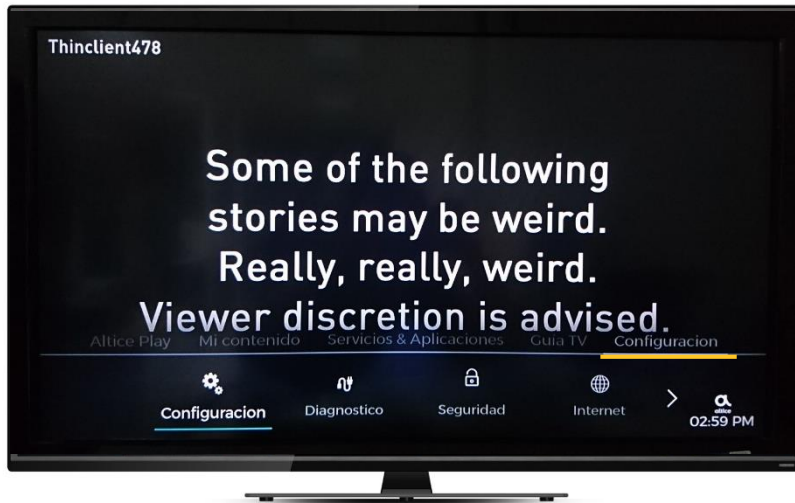 Thinclient478
Some of the following
stories may be weird.
Really, really, weird.
Viewer discretion is advised.
Altice Play Mi contenido Servicios & Aplicaciones Guia TV Configuracion
Configuracion Diagnostico Seguridad Internet
altice
02:59 PM